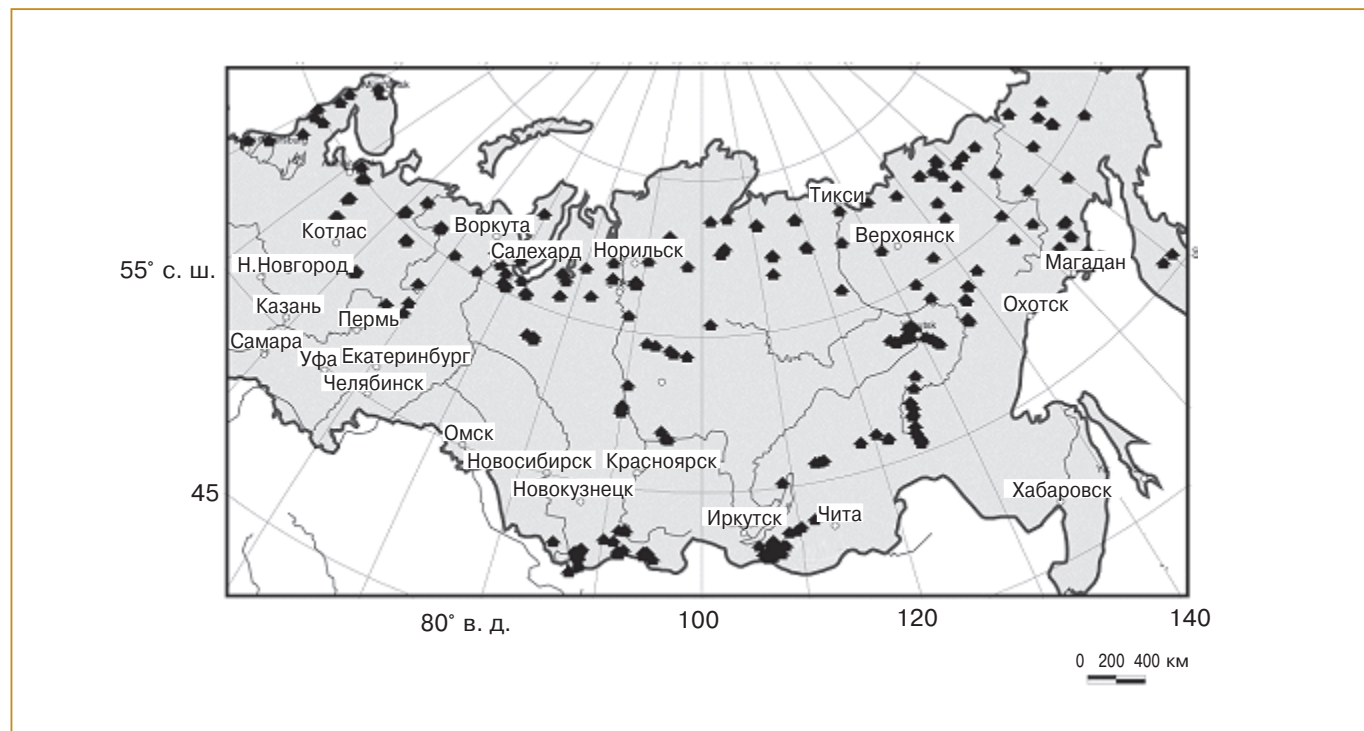 Тикси
Котлас
Воркута
Салехард
Норильск
Верхоянск
Магадан
55° с. ш.
Н.Новгород
Казань
Пермь
Охотск
Самара
Уфа
Екатеринбург
Челябинск
Омск
Новосибирск
Красноярск
45
Новокузнецк
Хабаровск
Иркутск
Чита
80° в. д.
100
120
140
0 200 400 км